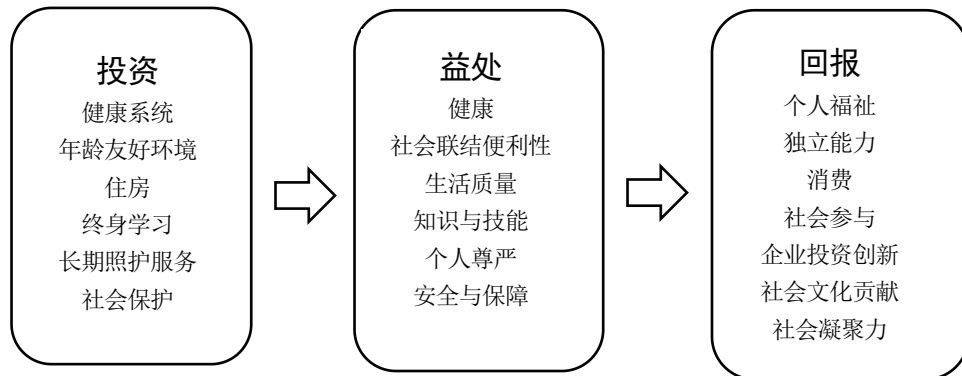 投资
健康系统
年龄友好环境
住房
终身学习
长期照护服务
社会保护
益处
健康
社会联结便利性
生活质量
知识与技能
个人尊严
安全与保障
回报
个人福祉
独立能力
消费
社会参与
企业投资创新
社会文化贡献
社会凝聚力